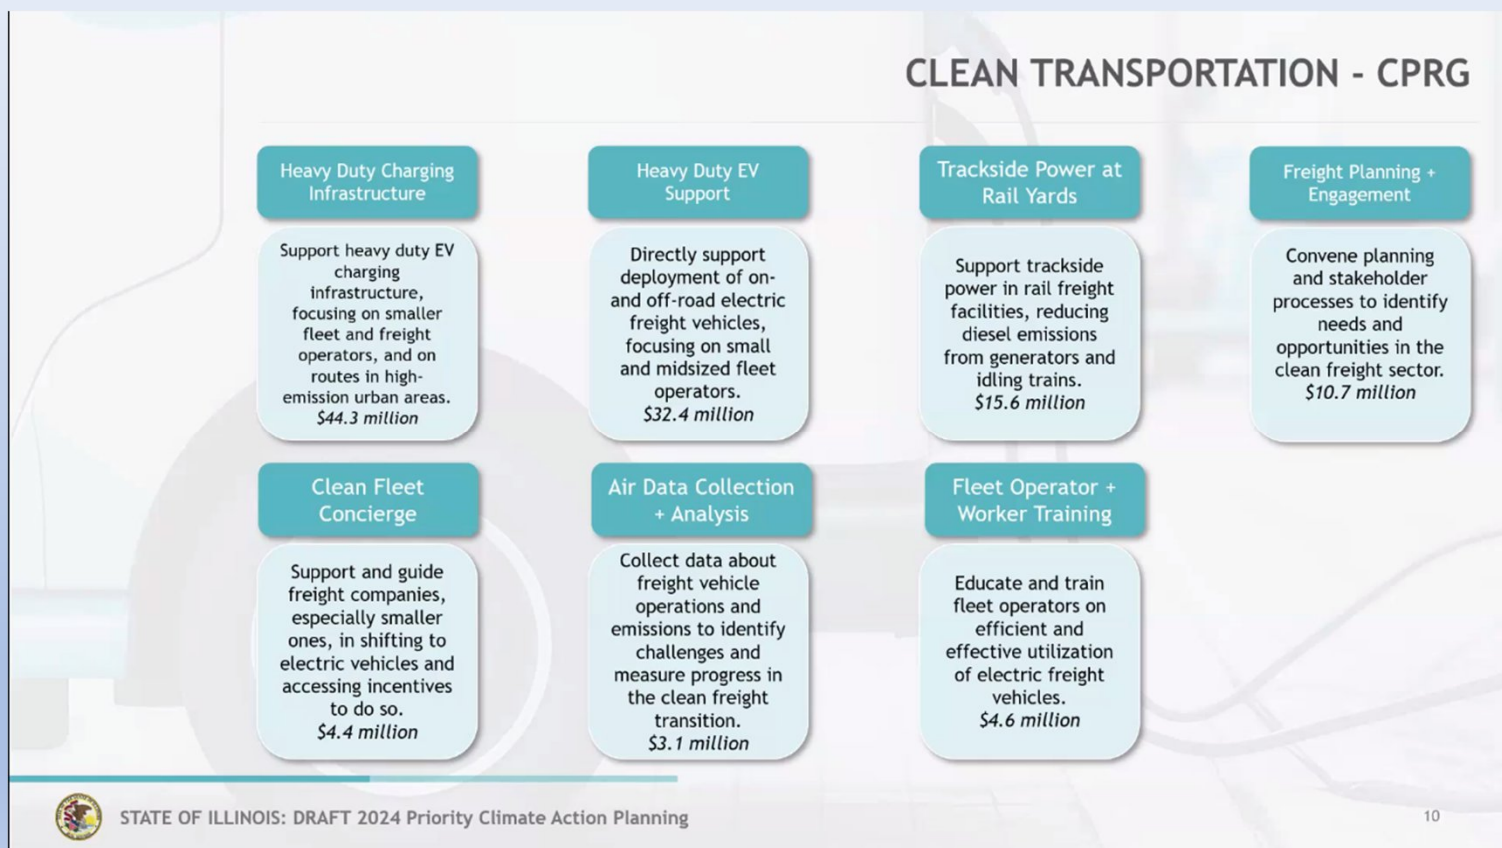 CLEAN TRANSPORTATION - CPRG
Heavy Duty Charging
Infrastructure
Support heavy duty EV
charging
infrastructure,
focusing on smaller
fleet and freight
operators, and on
routes in high-
emission urban areas.
$44.3 million
Heavy Duty EV
Support
Directly support
deployment of on-
and off-road electric
freight vehicles,
focusing on small
and midsized fleet
operators.
$32.4 million
Trackside Power at
Rail Yards
Support trackside
power in rail freight
facilities, reducing
diesel emissions
from generators and
idling trains.
$15.6 million
Freight Planning +
Engagement
Convene planning
and stakeholder
processes to identify
needs and
opportunities in the
clean freight sector.
$10.7 million
Clean Fleet
Concierge
Support and guide
freight companies,
especially smaller
ones, in shifting to
electric vehicles and
accessing incentives
to do so.
$4.4 million
Air Data Collection
+ Analysis
Collect data about
freight vehicle
operations and
emissions to identify
challenges and
measure progress in
the clean freight
transition.
$3.1 million
Fleet Operator +
Worker Training
Educate and train
fleet operators on
efficient and
effective utilization
of electric freight
vehicles.
$4.6 million
STATE OF ILLINOIS: DRAFT 2024 Priority Climate Action Planning
10